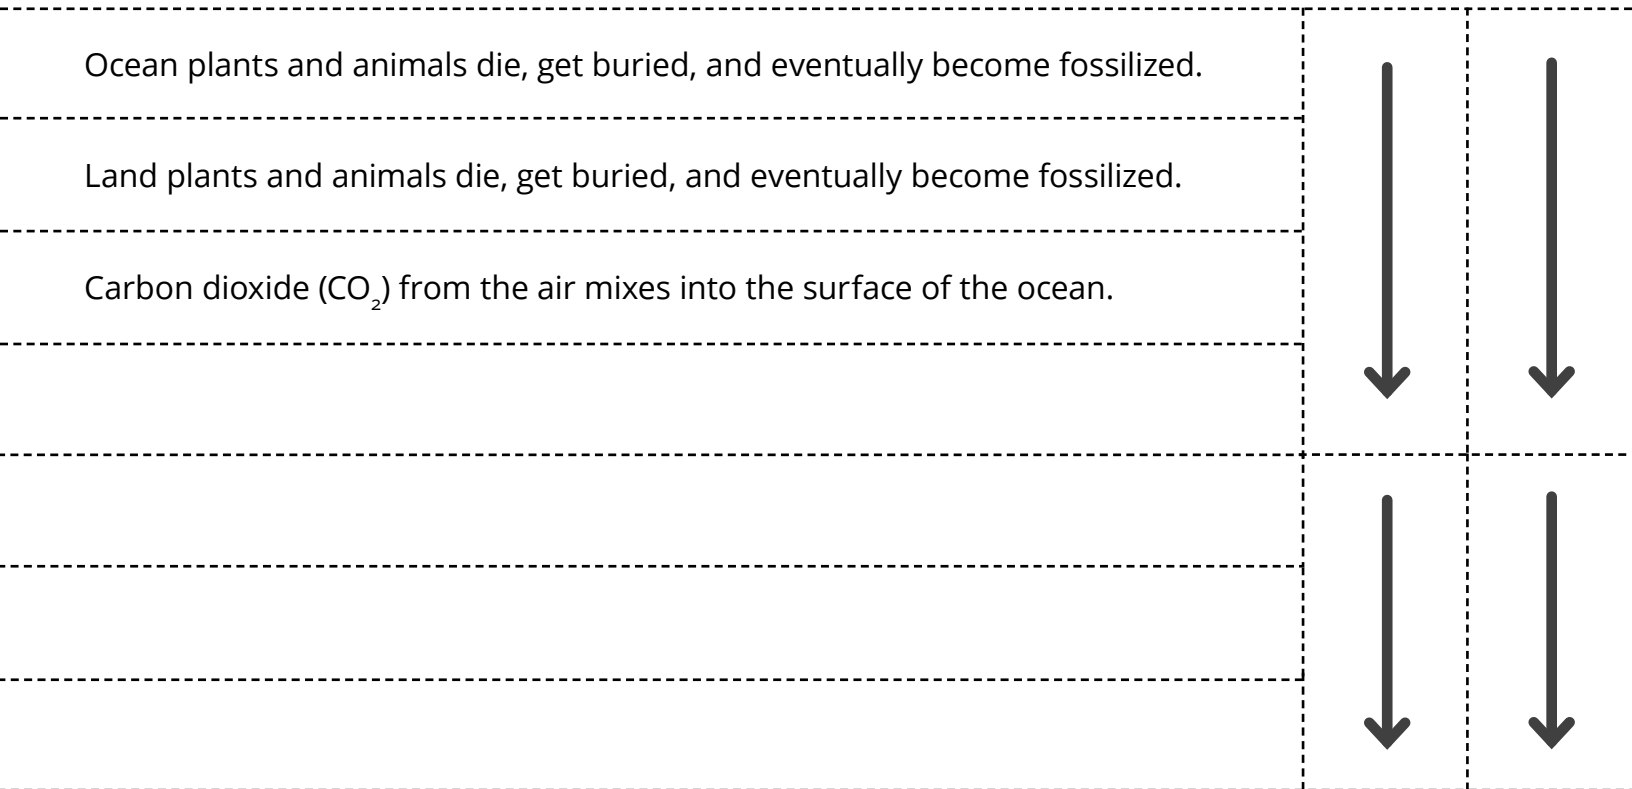 Ocean plants and animals die, get buried, and eventually become fossilized.
Land plants and animals die, get buried, and eventually become fossilized.
Carbon dioxide (CO₂) from the air mixes into the surface of the ocean.